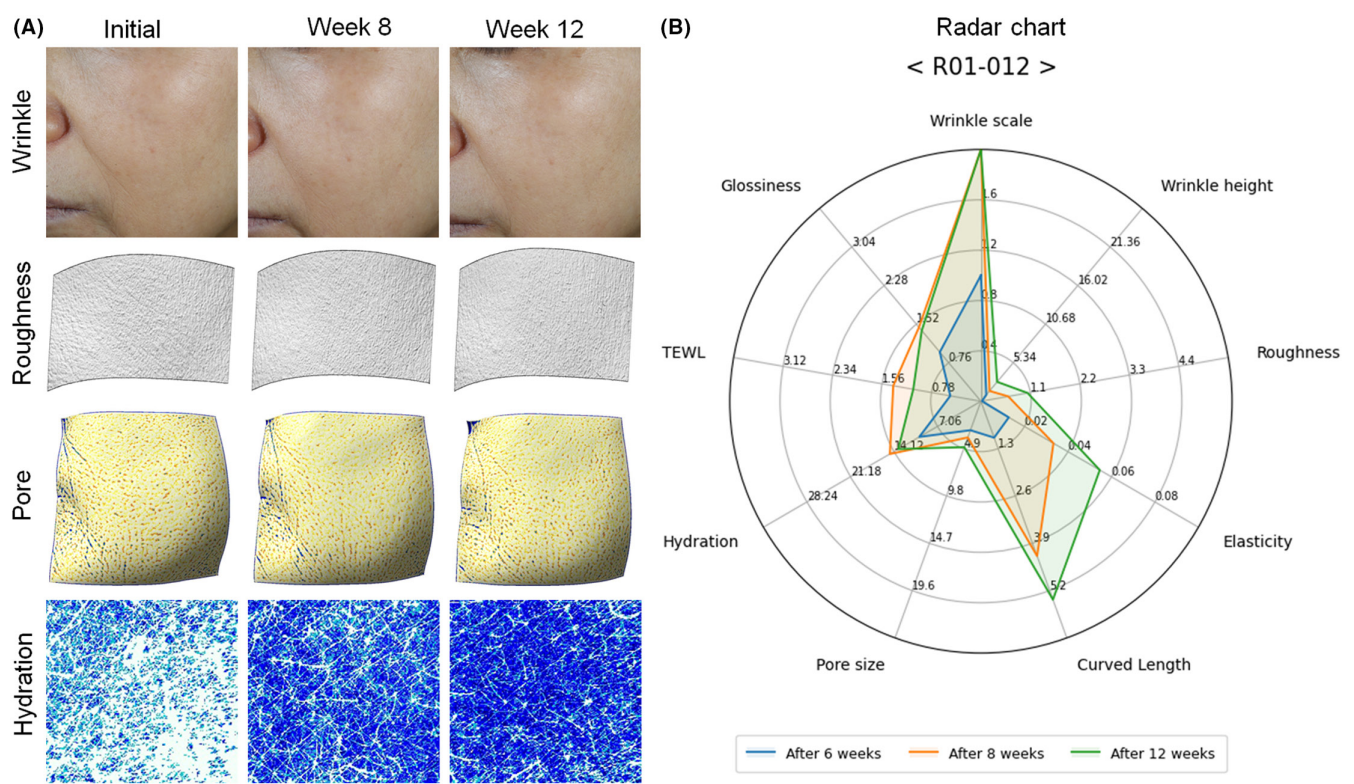 (A)
Initial
Week 8
Week 12
Wrinkle
Roughness
Pore
Hydration
(B)
Radar chart
< R01-012 >
Wrinkle scale
Glossiness
Wrinkle height
TEWL
Roughness
Hydration
Elasticity
Pore size
Curved Length
1.6
1.2
0.8
0.4
21.36
16.02
10.68
5.34
4.4
3.3
2.2
1.1
0.02
0.04
0.06
0.08
1.3
2.6
3.9
5.2
4.9
9.8
14.7
19.6
7.06
14.12
21.18
28.24
0.78
1.56
2.34
3.12
0.76
1.52
2.28
3.04
After 6 weeks
After 8 weeks
After 12 weeks